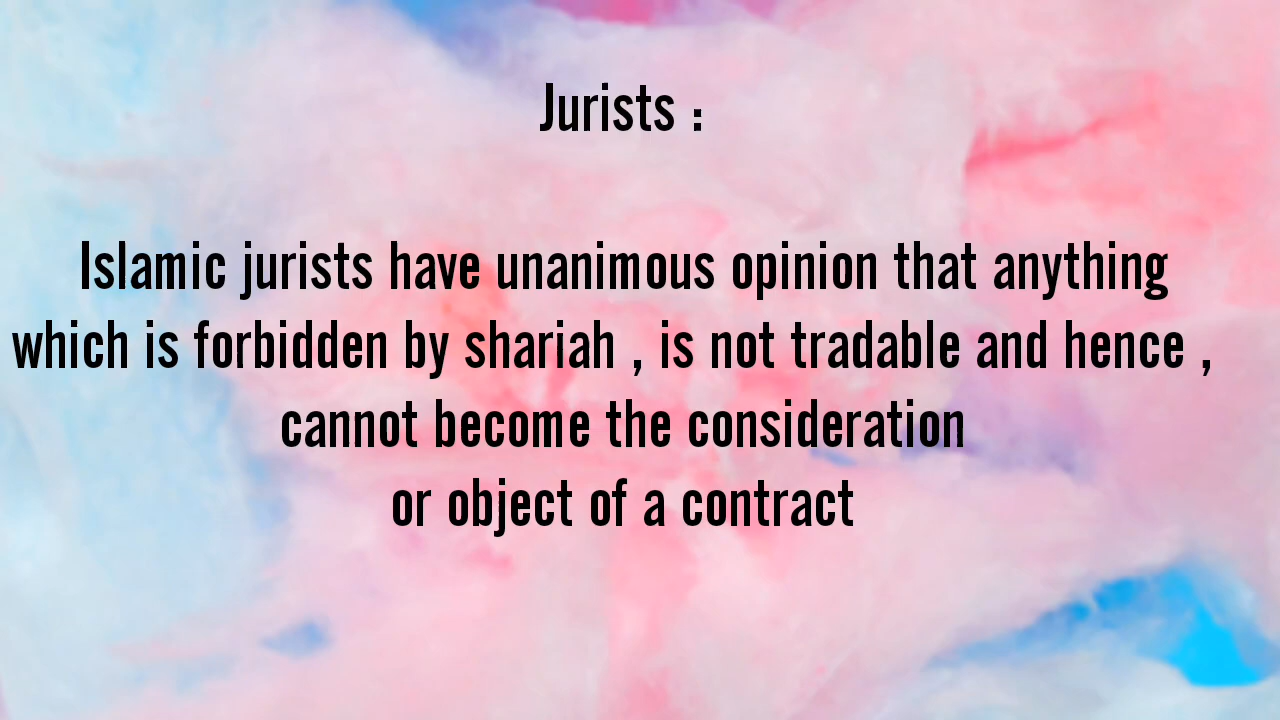 Jurists :
Islamic jurists have unanimous opinion that anything
which is forbidden by shariah , is not tradable and hence ,
cannot become the consideration
or object of a contract